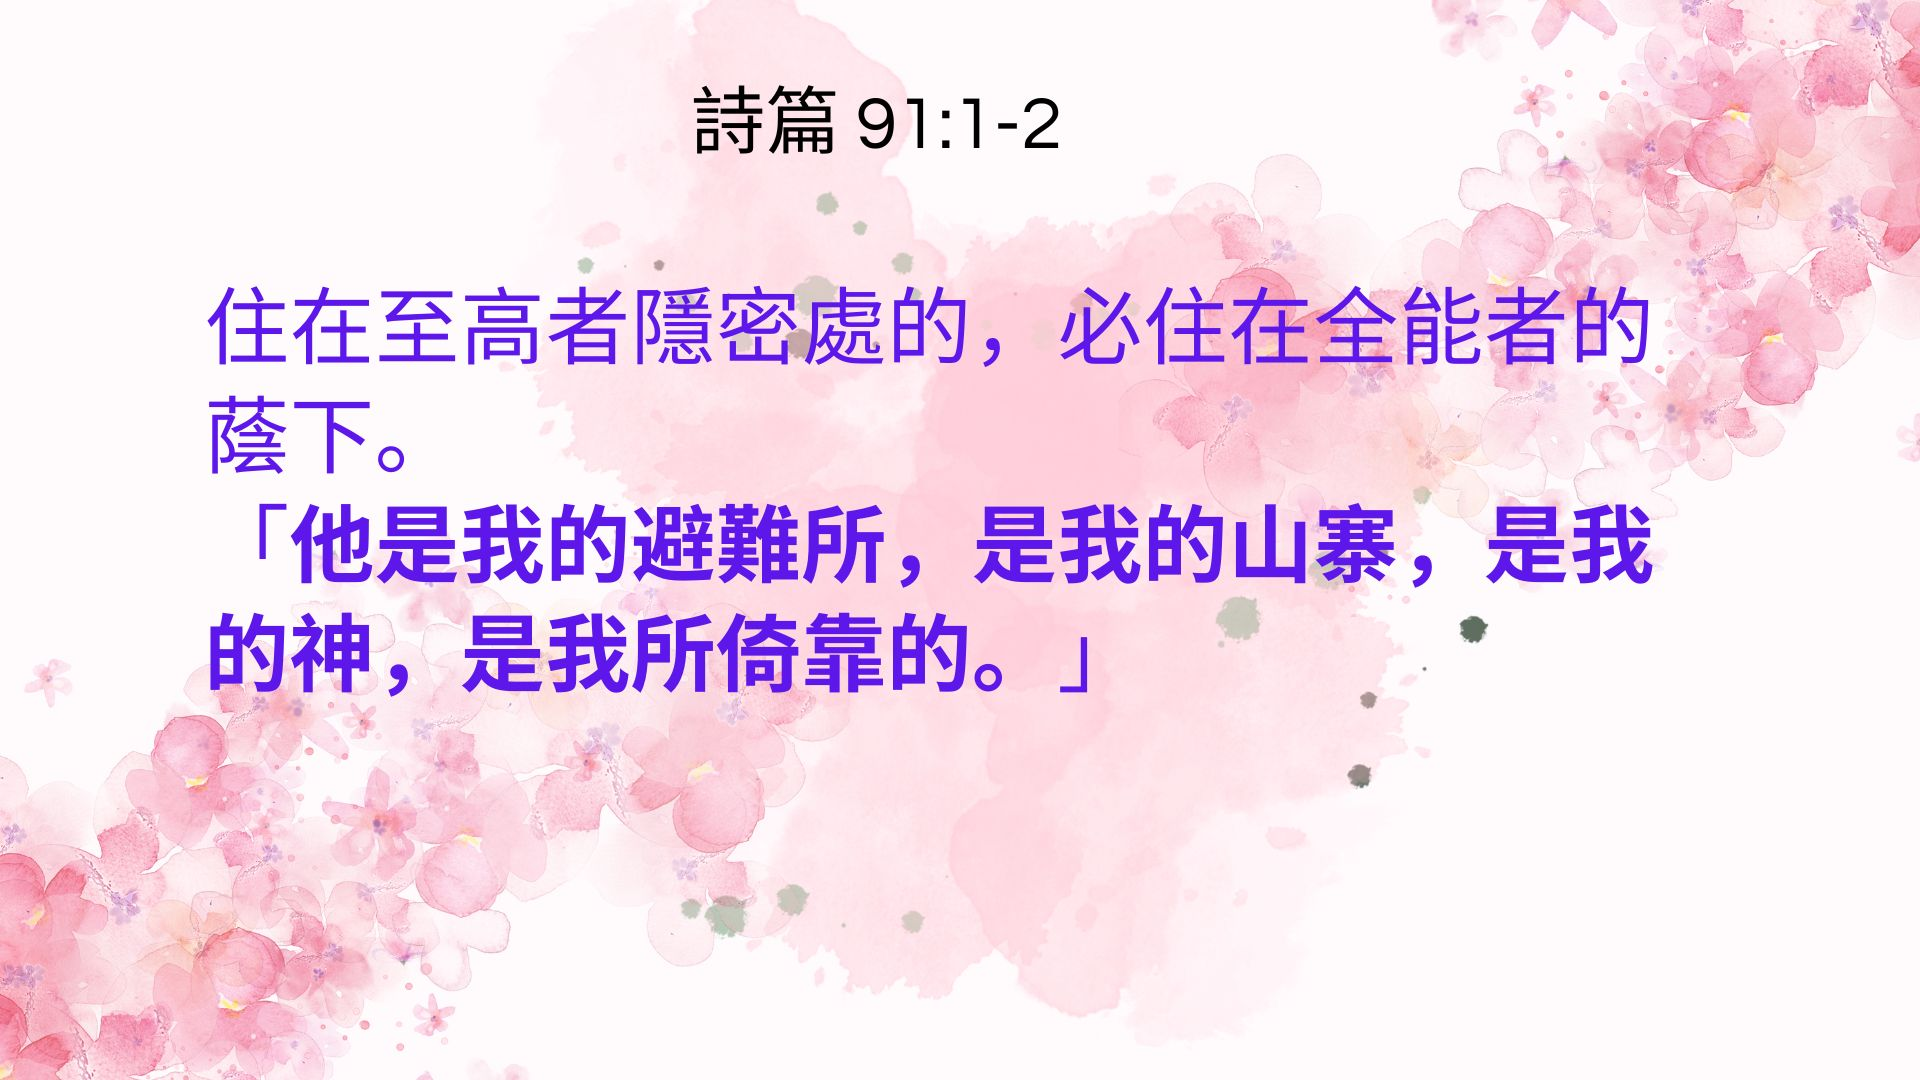 詩篇 91:1-2
住在至高者隱密處的，必住在全能者的
蔭下。
「他是我的避難所，是我的山寨，是我
的神，是我所倚靠的。」